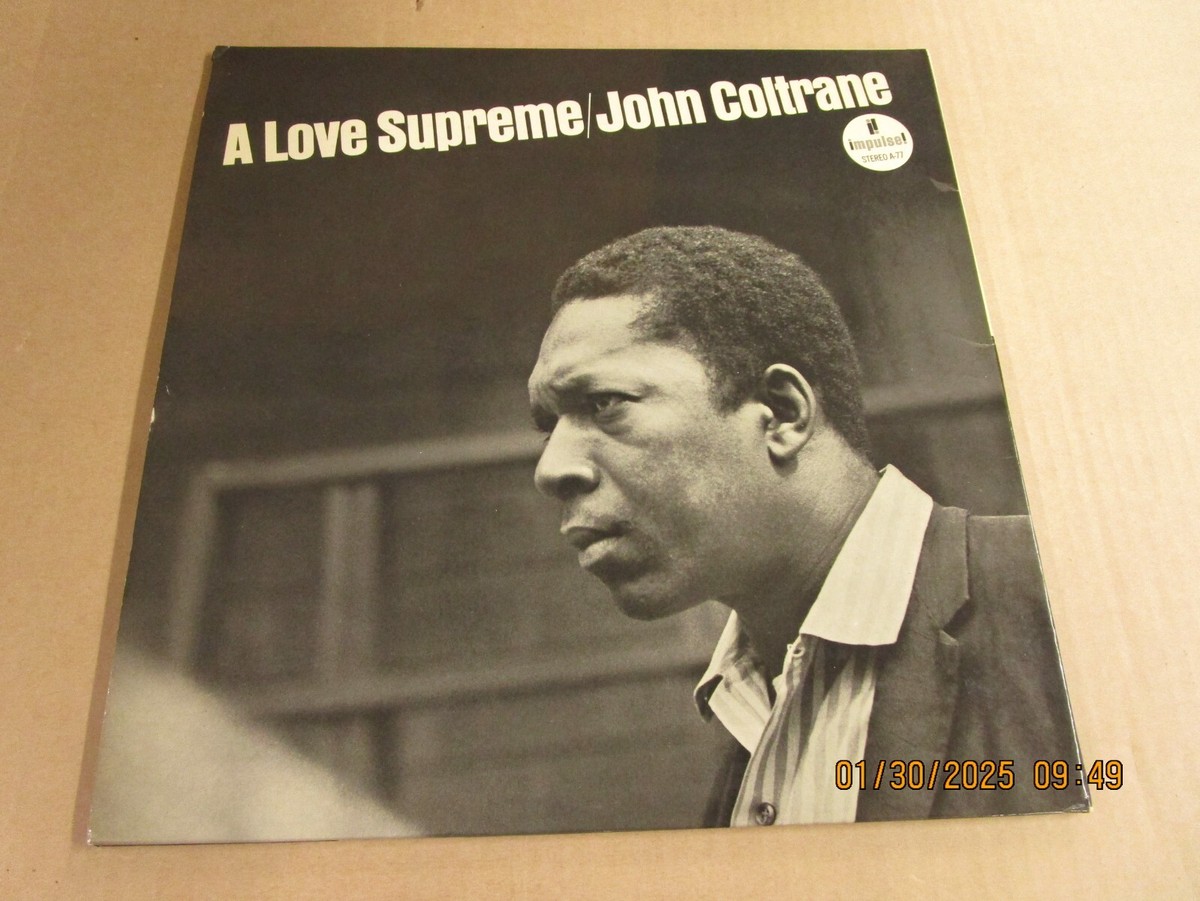 A Love Supreme/John Coltrane
i!
impulse!
STEREO A-77
01/30/2025 09:49